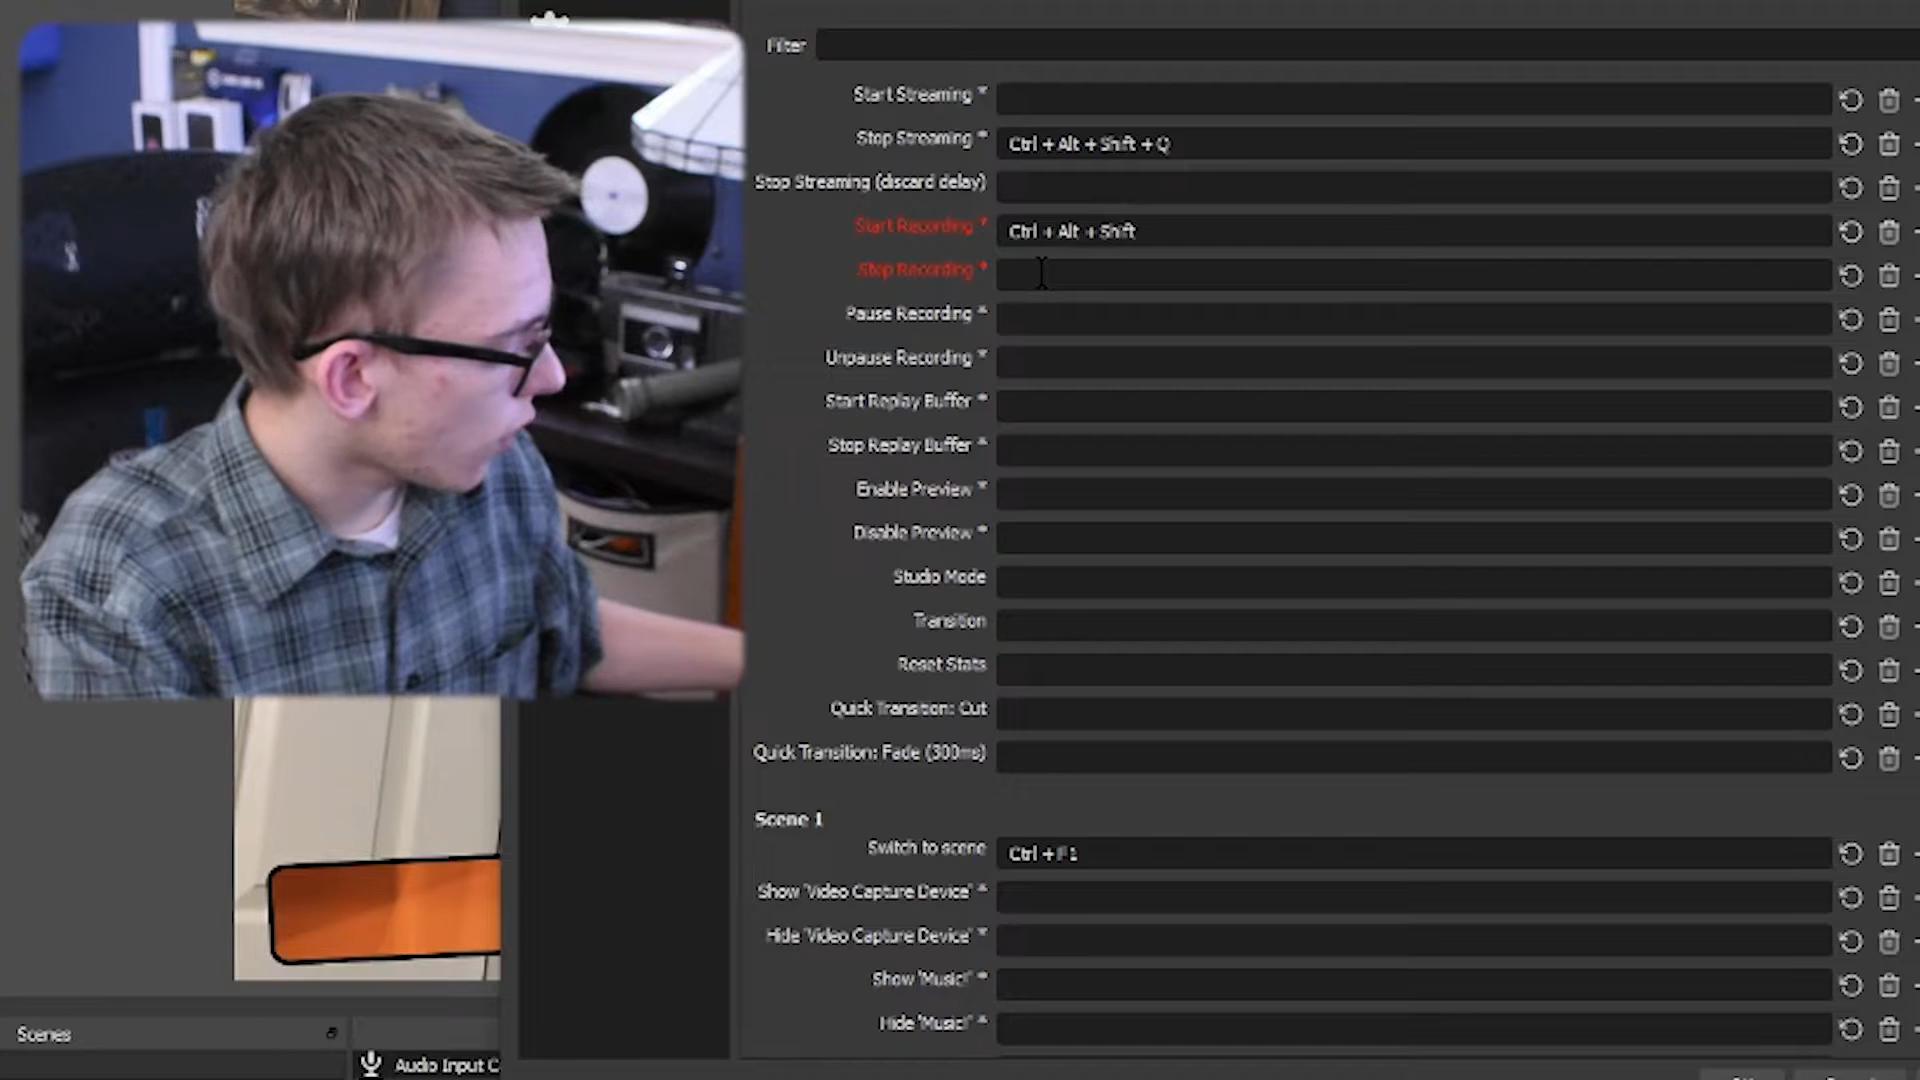 Filter
Start Streaming *
Stop Streaming * Ctrl + Alt + Shift + Q
Stop Streaming (discard delay)
Start Recording * Ctrl + Alt + Shift
Stop Recording *
Pause Recording *
Unpause Recording *
Start Replay Buffer *
Stop Replay Buffer *
Enable Preview *
Disable Preview *
Studio Mode
Transition
Reset Stats
Quick Transition: Cut
Quick Transition: Fade (300ms)
Scene 1
Switch to scene Ctrl + F1
Show 'Video Capture Device' *
Hide 'Video Capture Device' *
Show 'Music!' *
Hide 'Music!' *
Scenes
Audio Input C